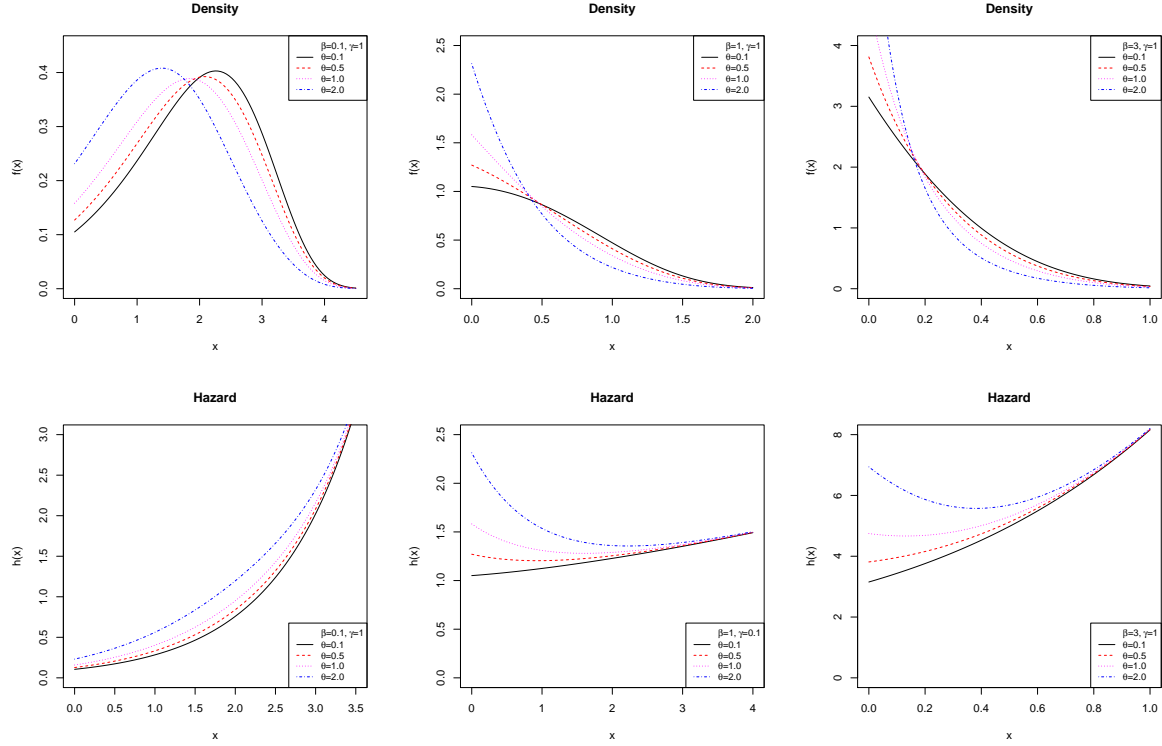 Density
f(x)
0.0 0.1 0.2 0.3 0.4
β=0.1, γ=1
θ=0.1
θ=0.5
θ=1.0
θ=2.0
0 1 2 3 4
x
Density
f(x)
0.0 0.5 1.0 1.5 2.0 2.5
β=1, γ=1
θ=0.1
θ=0.5
θ=1.0
θ=2.0
0.0 0.5 1.0 1.5 2.0
x
Density
f(x)
0 1 2 3 4
β=3, γ=1
θ=0.1
θ=0.5
θ=1.0
θ=2.0
0.0 0.2 0.4 0.6 0.8 1.0
x
Hazard
h(x)
0.0 0.5 1.0 1.5 2.0 2.5 3.0
β=0.1, γ=1
θ=0.1
θ=0.5
θ=1.0
θ=2.0
0.0 0.5 1.0 1.5 2.0 2.5 3.0 3.5
x
Hazard
h(x)
0.0 0.5 1.0 1.5 2.0 2.5
β=1, γ=0.1
θ=0.1
θ=0.5
θ=1.0
θ=2.0
0 1 2 3 4
x
Hazard
h(x)
0 2 4 6 8
β=3, γ=1
θ=0.1
θ=0.5
θ=1.0
θ=2.0
0.0 0.2 0.4 0.6 0.8 1.0
x